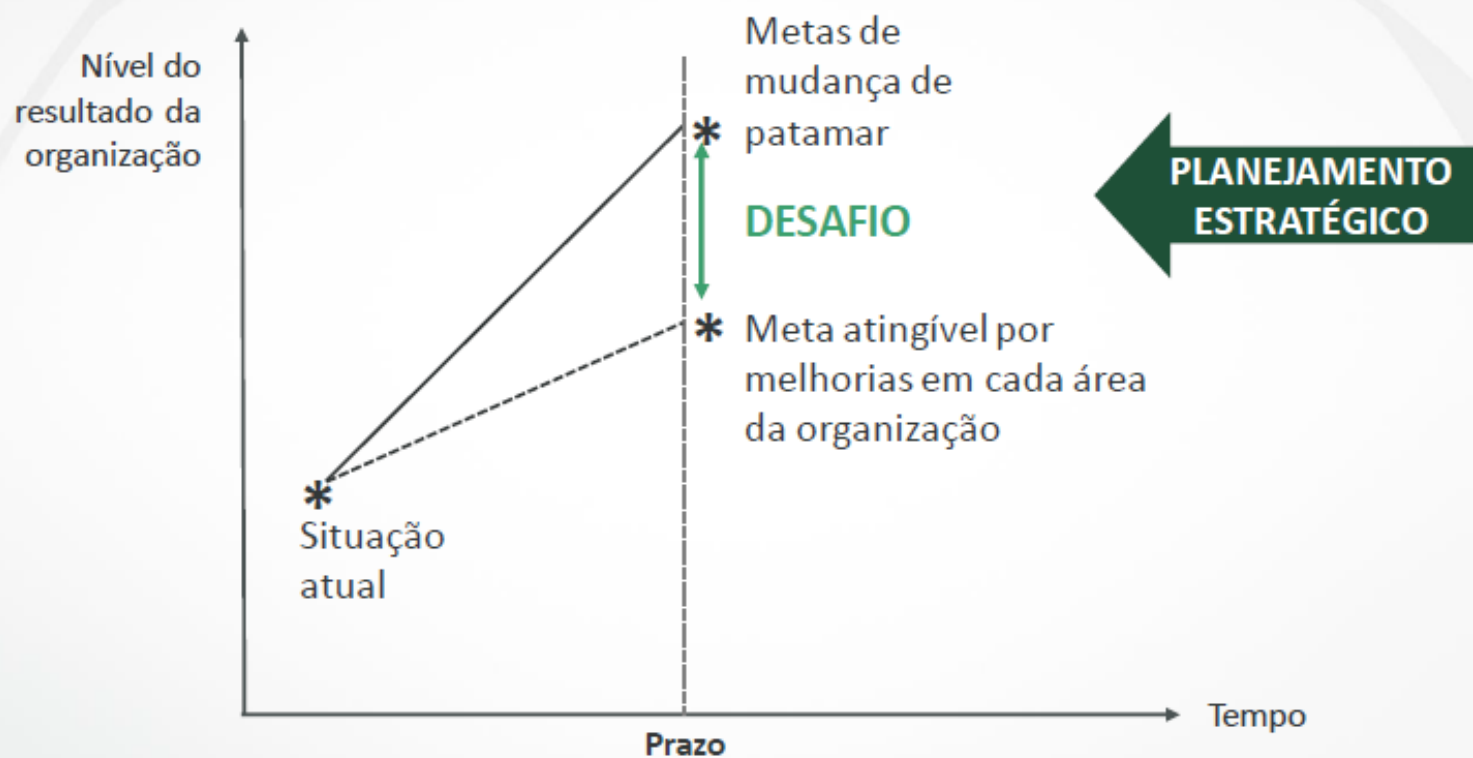 Nível do
resultado da
organização
Metas de
mudança de
* patamar
DESAFIO
PLANEJAMENTO
ESTRATÉGICO
* Meta atingível por
melhorias em cada área
da organização
*
Situação
atual
Tempo
Prazo